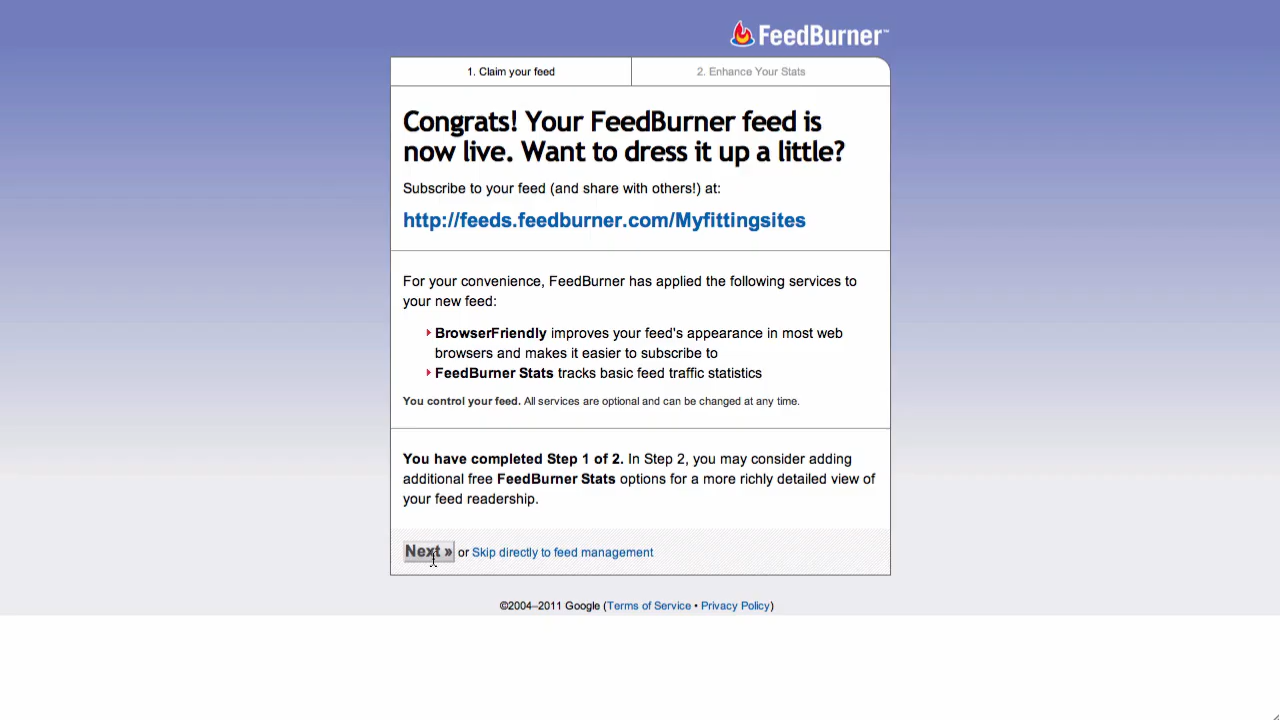 FeedBurner™
1. Claim your feed
2. Enhance Your Stats
Congrats! Your FeedBurner feed is
now live. Want to dress it up a little?
Subscribe to your feed (and share with others!) at:
http://feeds.feedburner.com/Myfittingsites
For your convenience, FeedBurner has applied the following services to
your new feed:
BrowserFriendly improves your feed's appearance in most web
browsers and makes it easier to subscribe to
FeedBurner Stats tracks basic feed traffic statistics
You control your feed. All services are optional and can be changed at any time.
You have completed Step 1 of 2. In Step 2, you may consider adding
additional free FeedBurner Stats options for a more richly detailed view of
your feed readership.
Next » or Skip directly to feed management
©2004–2011 Google (Terms of Service • Privacy Policy)